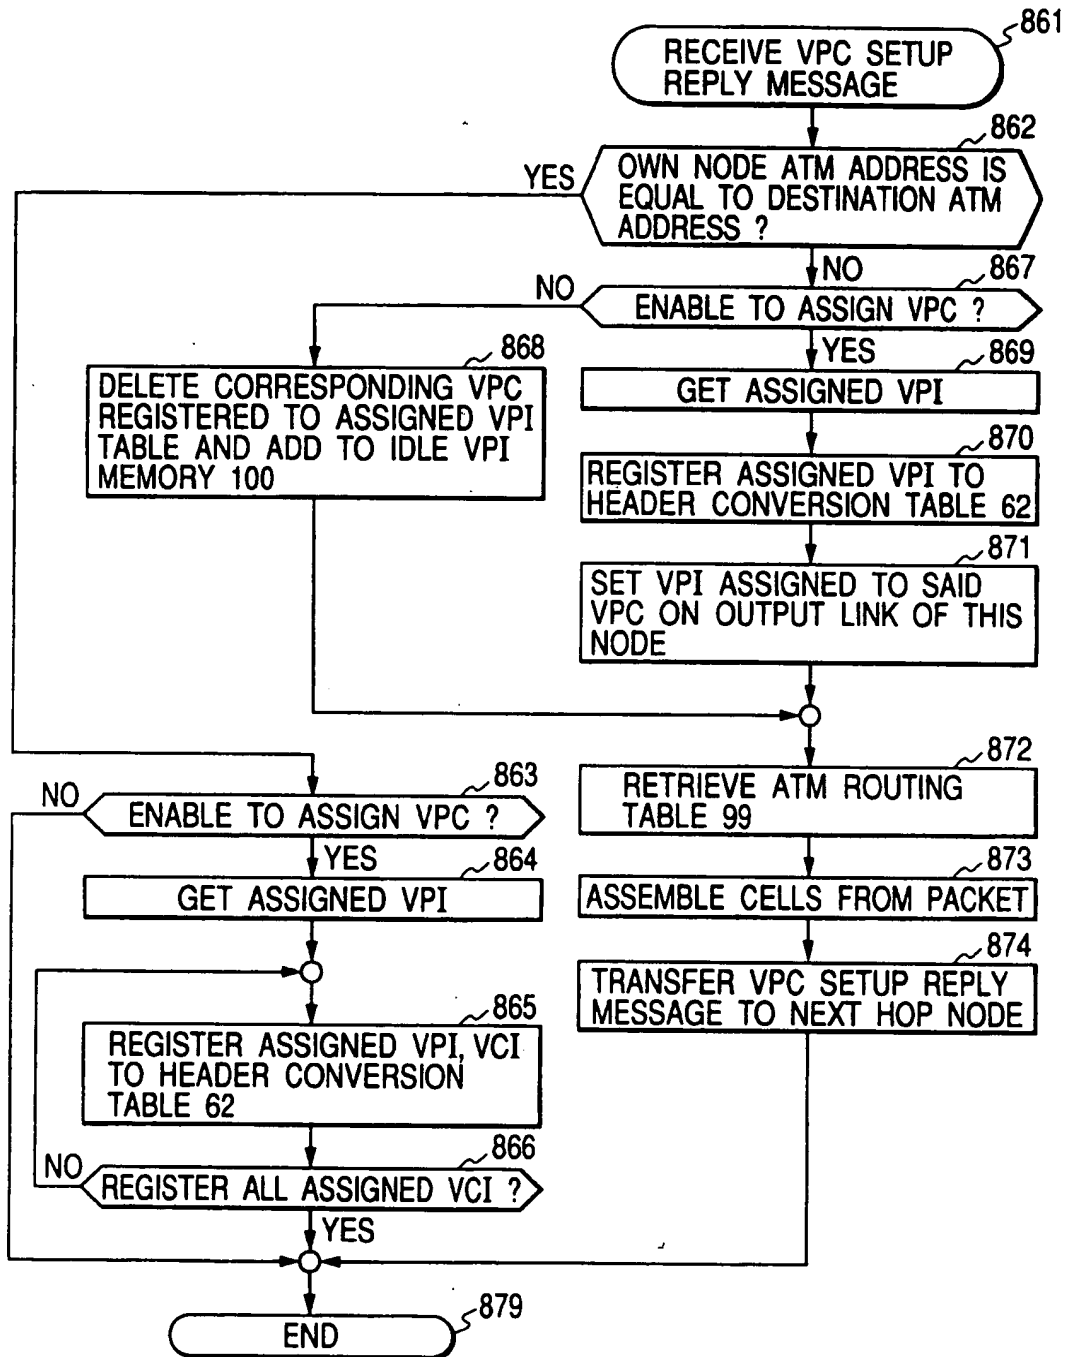 861
RECEIVE VPC SETUP
REPLY MESSAGE
862
YES
OWN NODE ATM ADDRESS IS
EQUAL TO DESTINATION ATM
ADDRESS ?
NO
867
NO
ENABLE TO ASSIGN VPC ?
868
YES
869
DELETE CORRESPONDING VPC
REGISTERED TO ASSIGNED VPI
TABLE AND ADD TO IDLE VPI
MEMORY 100
GET ASSIGNED VPI
870
REGISTER ASSIGNED VPI TO
HEADER CONVERSION TABLE 62
871
SET VPI ASSIGNED TO SAID
VPC ON OUTPUT LINK OF THIS
NODE
872
RETRIEVE ATM ROUTING
TABLE 99
873
ASSEMBLE CELLS FROM PACKET
874
TRANSFER VPC SETUP REPLY
MESSAGE TO NEXT HOP NODE
863
NO
ENABLE TO ASSIGN VPC ?
YES
864
GET ASSIGNED VPI
865
REGISTER ASSIGNED VPI, VCI
TO HEADER CONVERSION
TABLE 62
866
NO
REGISTER ALL ASSIGNED VCI ?
YES
879
END